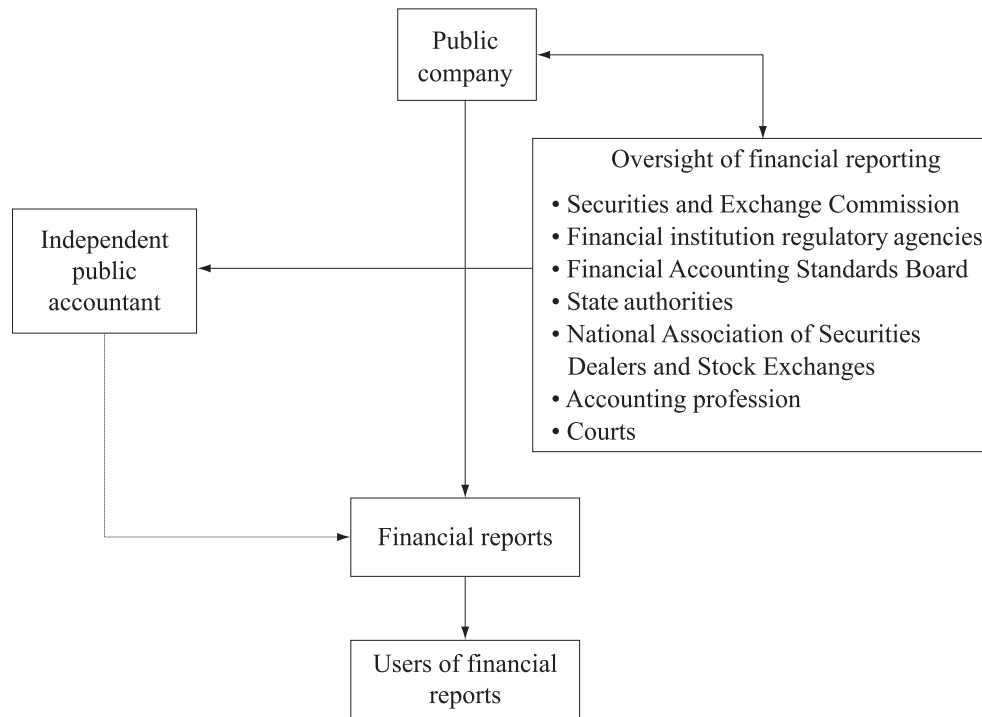 Public
company
Oversight of financial reporting
• Securities and Exchange Commission
• Financial institution regulatory agencies
• Financial Accounting Standards Board
• State authorities
• National Association of Securities
Dealers and Stock Exchanges
• Accounting profession
• Courts
Independent
public
accountant
Financial reports
Users of financial
reports